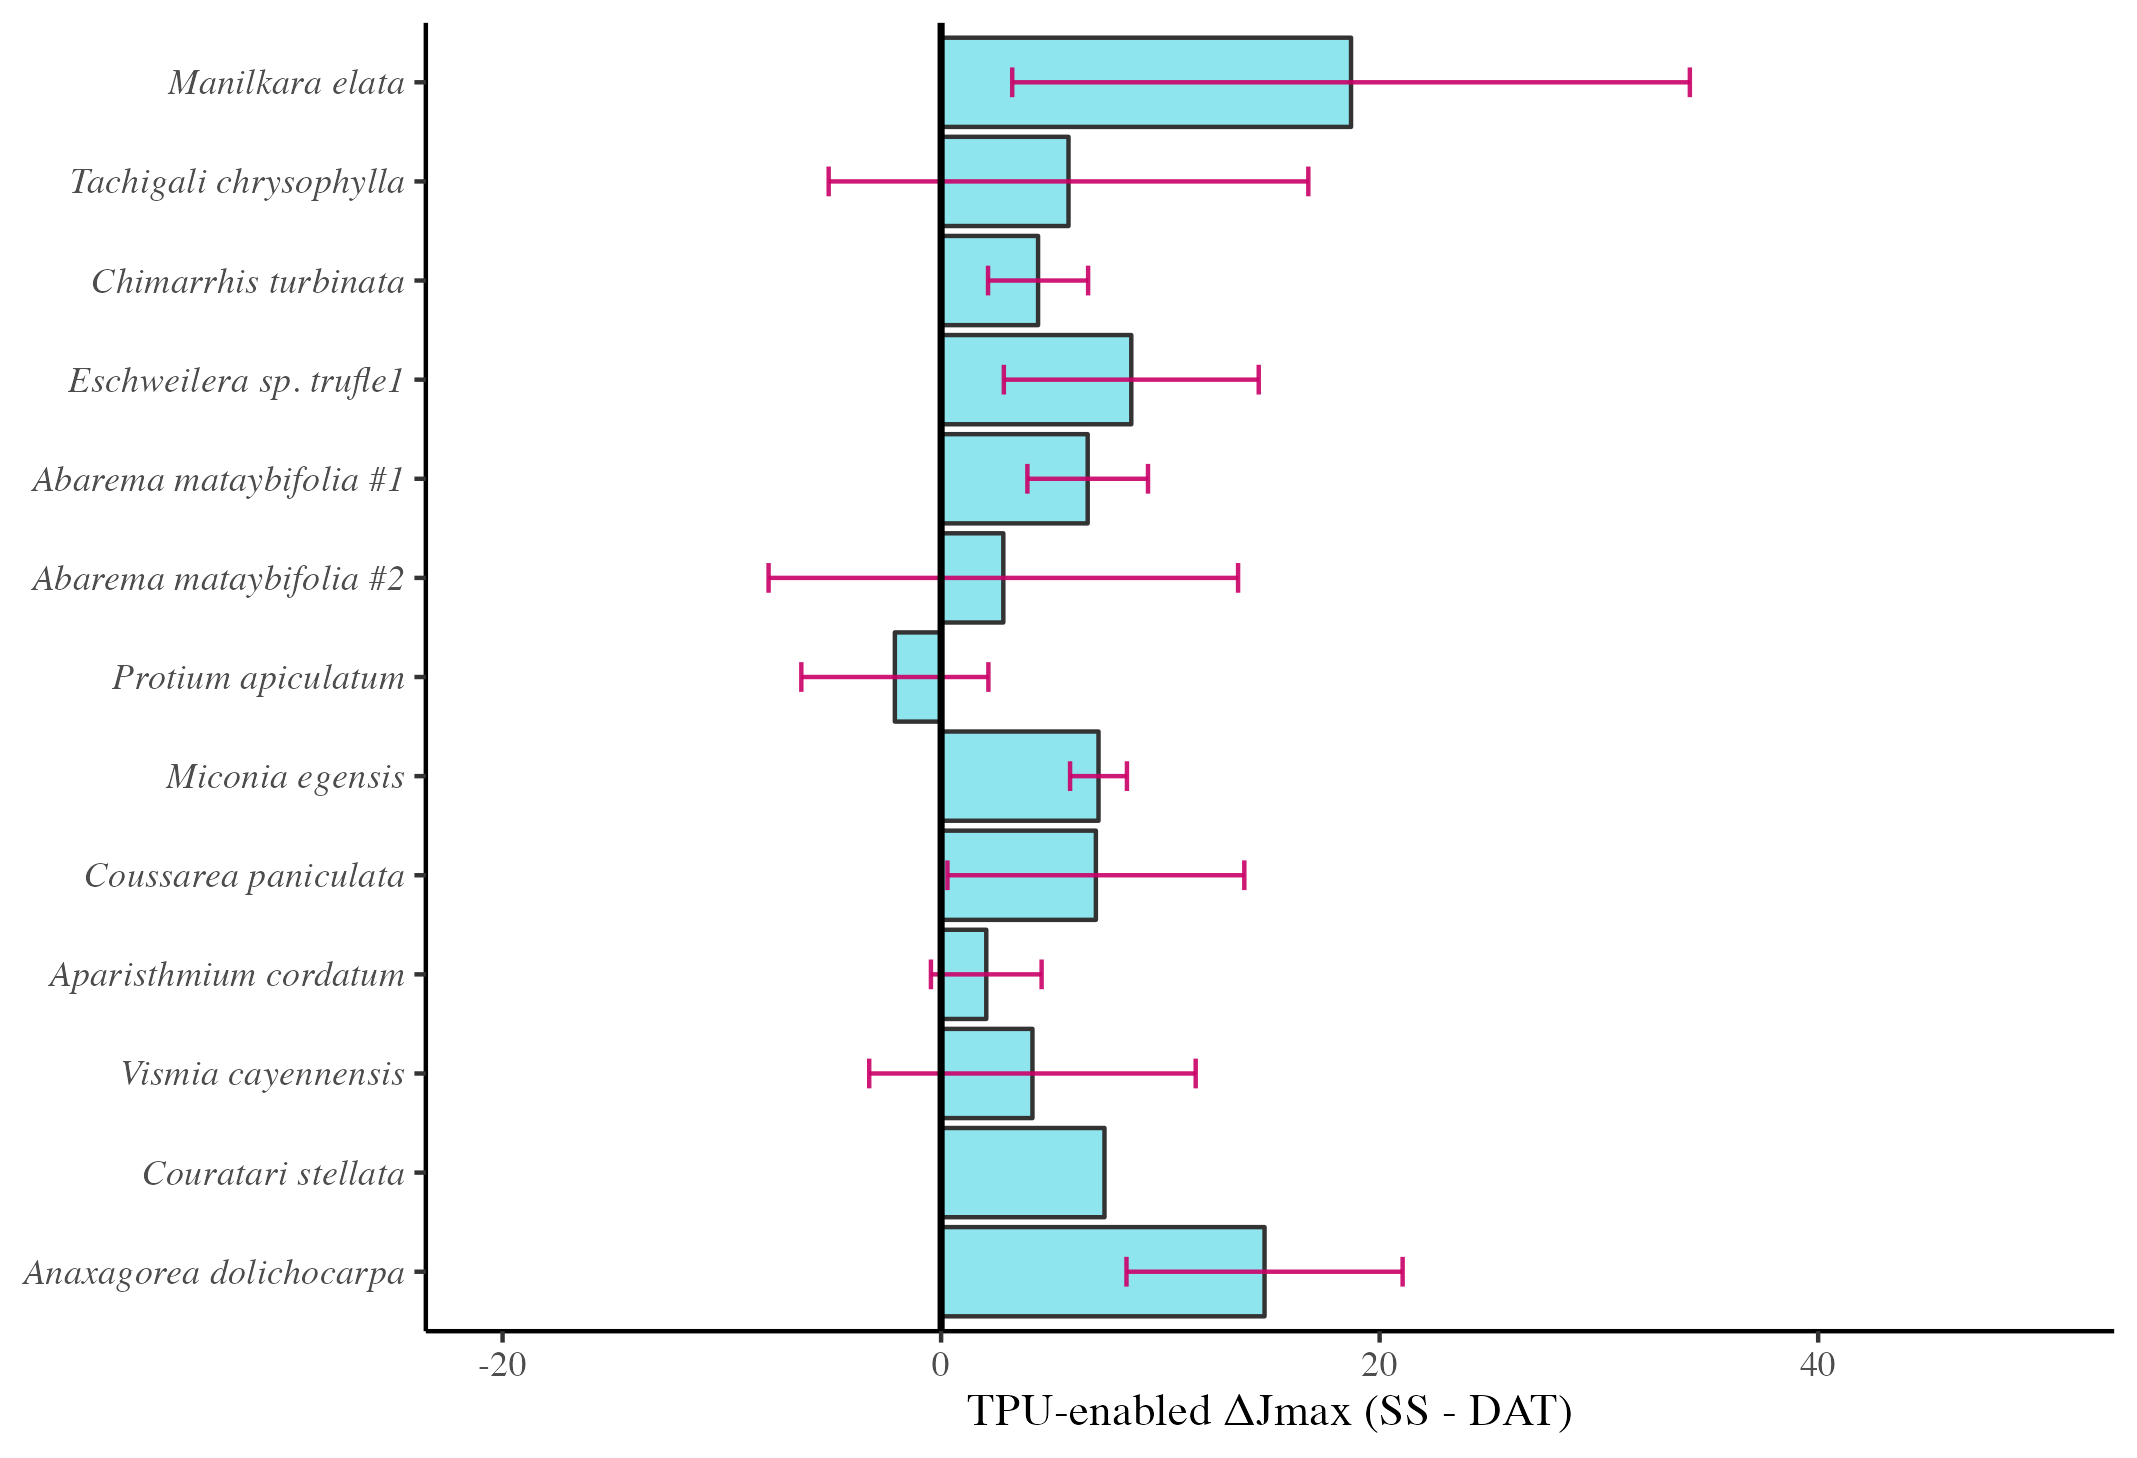 Manilkara elata
Tachigali chrysophylla
Chimarrhis turbinata
Eschweilera sp. trufle1
Abarema mataybifolia #1
Abarema mataybifolia #2
Protium apiculatum
Miconia egensis
Coussarea paniculata
Aparisthmium cordatum
Vismia cayennensis
Couratari stellata
Anaxagorea dolichocarpa
-20 0 20 40
TPU-enabled ΔJmax (SS - DAT)